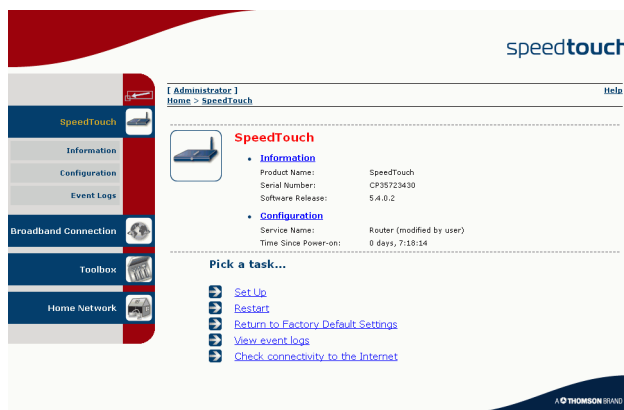 speedtouch
[ Administrator ]
Help
Home > SpeedTouch
SpeedTouch
Information
Configuration
Event Logs
Broadband Connection
Toolbox
Home Network
SpeedTouch
Information
Product Name: SpeedTouch
Serial Number: CP35723430
Software Release: 5.4.0.2
Configuration
Service Name: Router (modified by user)
Time Since Power-on: 0 days, 7:18:14
Pick a task...
Set Up
Restart
Return to Factory Default Settings
View event logs
Check connectivity to the Internet
A THOMSON BRAND